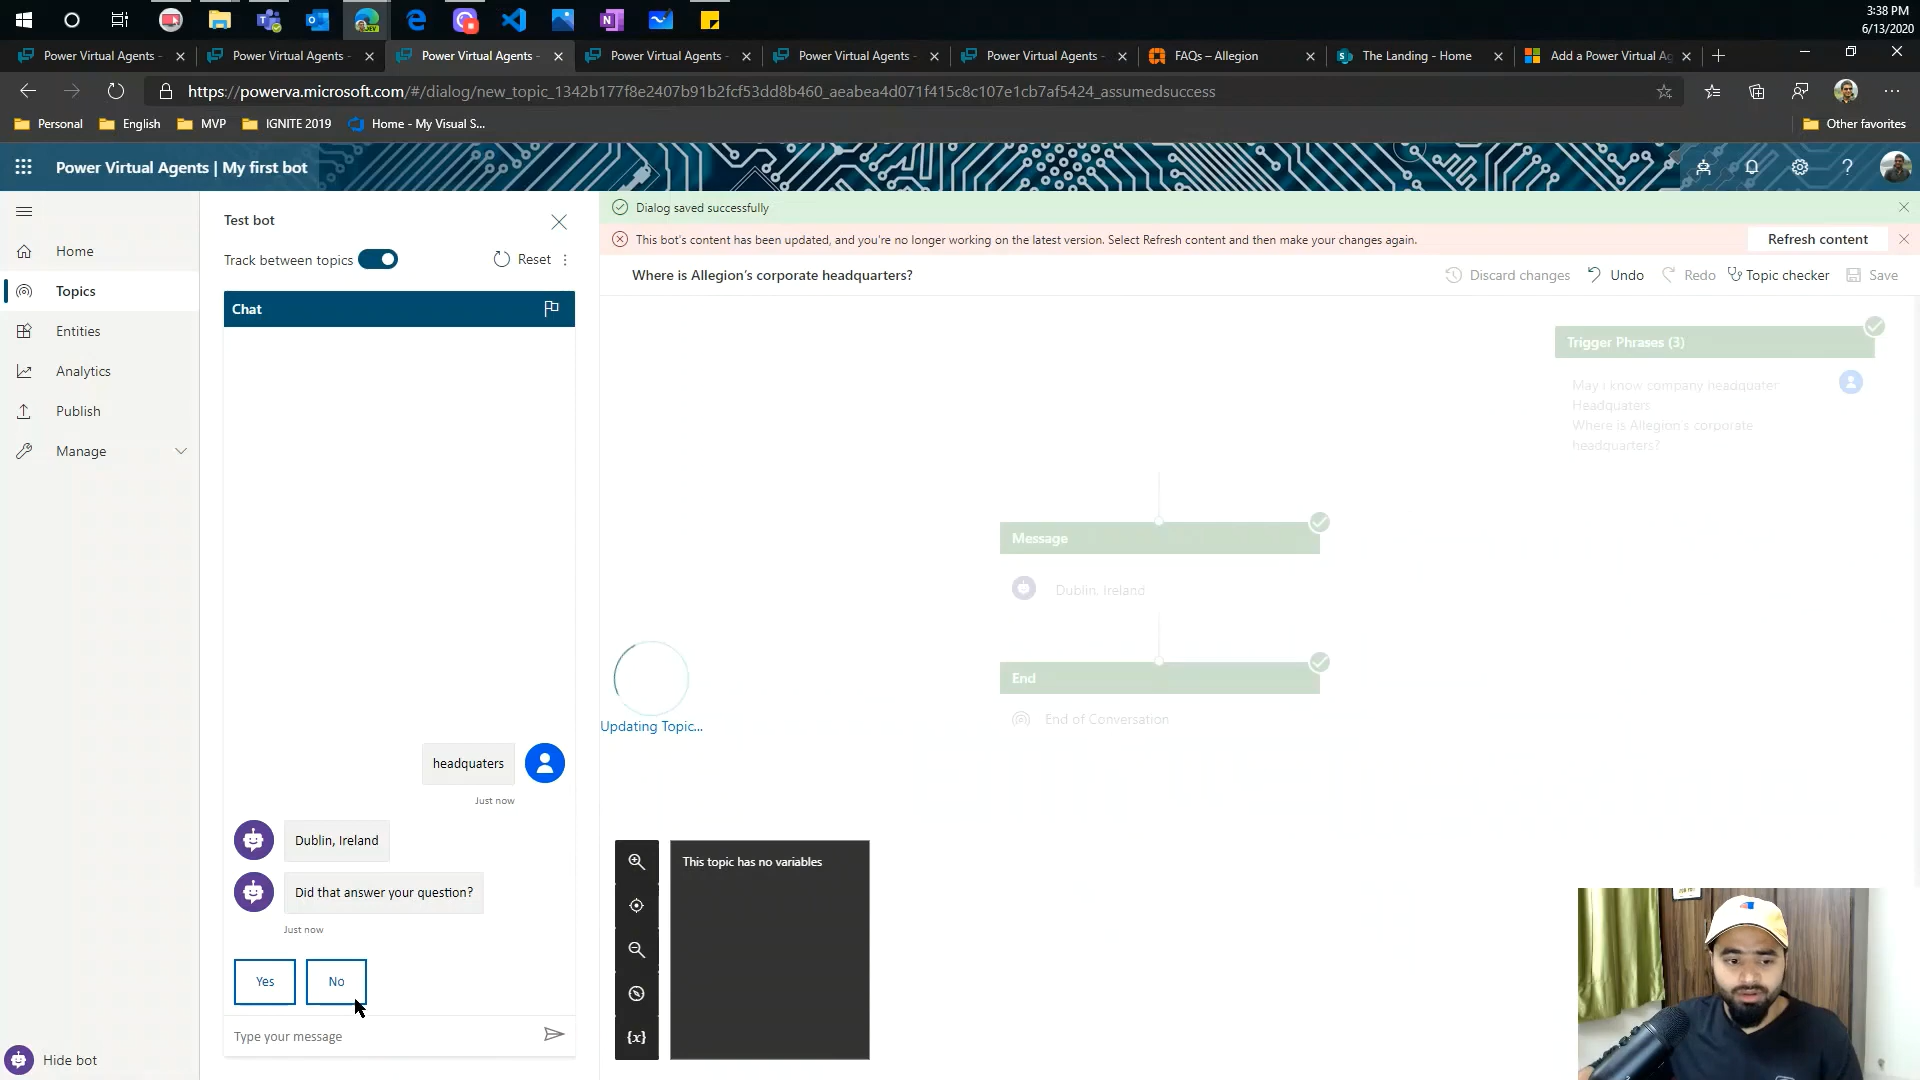 3:38 PM
6/13/2020
Power Virtual Agents -
Power Virtual Agents -
Power Virtual Agents -
Power Virtual Agents -
Power Virtual Agents -
Power Virtual Agents -
FAQs – Allegion
The Landing - Home
Add a Power Virtual Ag
https://powerva.microsoft.com/#/dialog/new_topic_1342b177f8e2407b91b2fcf53dd8b460_aeabea4d071f415c8c107e1cb7af5424_assumedsuccess
Personal
English
MVP
IGNITE 2019
Home - My Visual S...
Other favorites
Power Virtual Agents | My first bot
Home
Topics
Entities
Analytics
Publish
Manage
Hide bot
Test bot
Track between topics
Reset
Chat
headquaters
Just now
Dublin, Ireland
Did that answer your question?
Just now
Yes
No
Type your message
Dialog saved successfully
This bot's content has been updated, and you're no longer working on the latest version. Select Refresh content and then make your changes again.
Refresh content
Where is Allegion's corporate headquarters?
Discard changes
Undo
Redo
Topic checker
Save
Trigger Phrases (3)
May i know company headquater
Headquaters
Where is Allegion's corporate
headquarters?
Message
Dublin, Ireland
End
End of Conversation
Updating Topic...
This topic has no variables
{x}